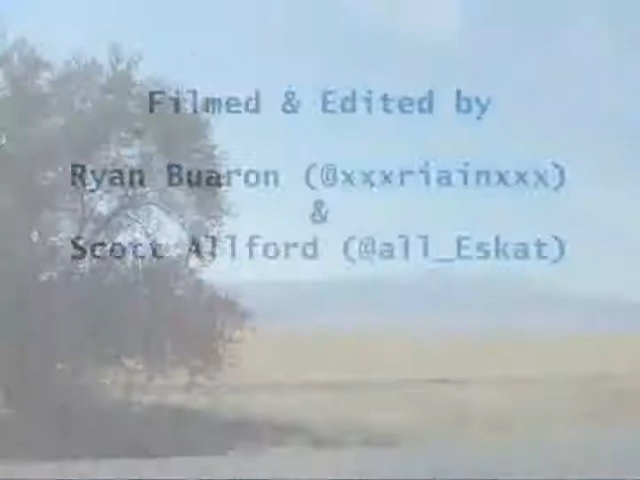 Filmed & Edited by
Ryan Buaron (@xxxriainxxx)
&
Scott Allford (@all_Eskat)